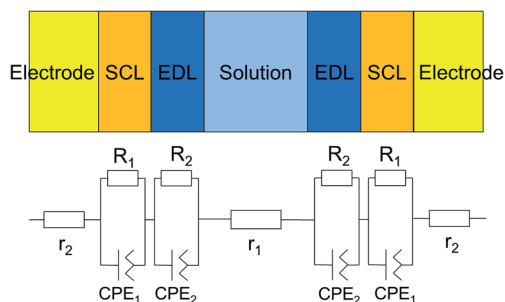 Electrode SCL EDL Solution EDL SCL Electrode
R1 R2 R2 R1
r2 r1 r2
CPE1 CPE2 CPE2 CPE1